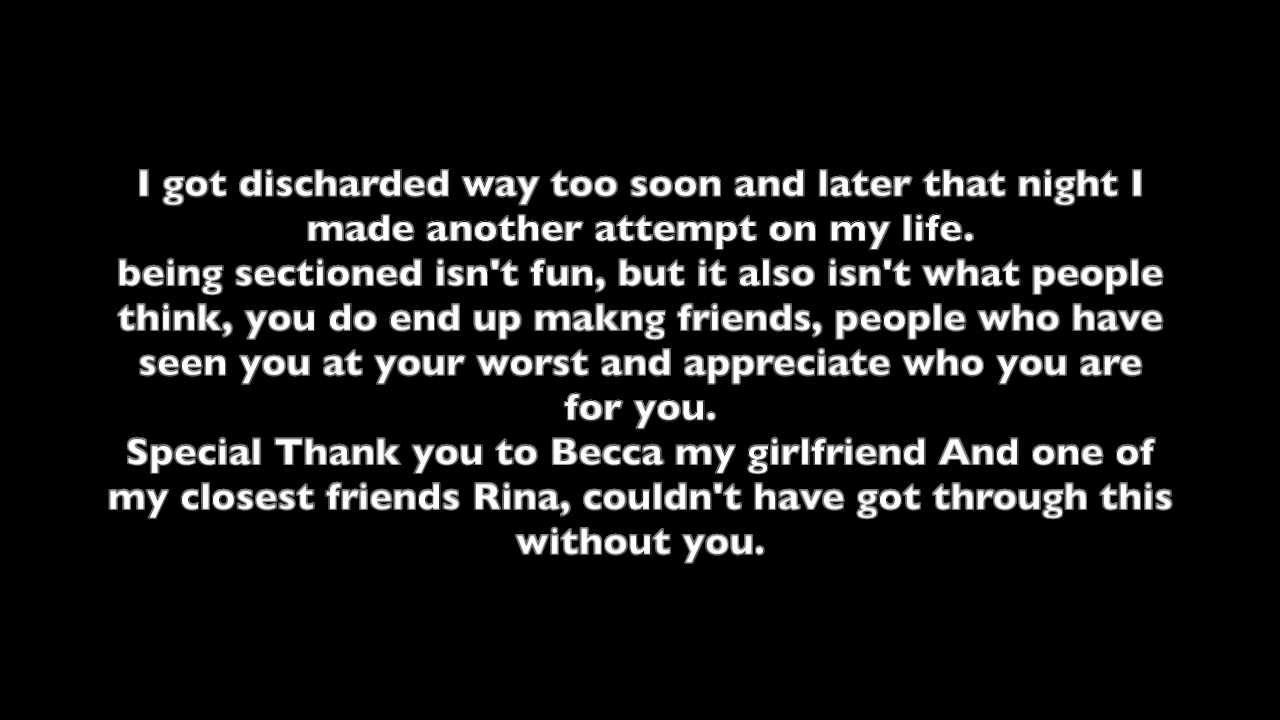 I got discharded way too soon and later that night I
made another attempt on my life.
being sectioned isn't fun, but it also isn't what people
think, you do end up makng friends, people who have
seen you at your worst and appreciate who you are
for you.
Special Thank you to Becca my girlfriend And one of
my closest friends Rina, couldn't have got through this
without you.